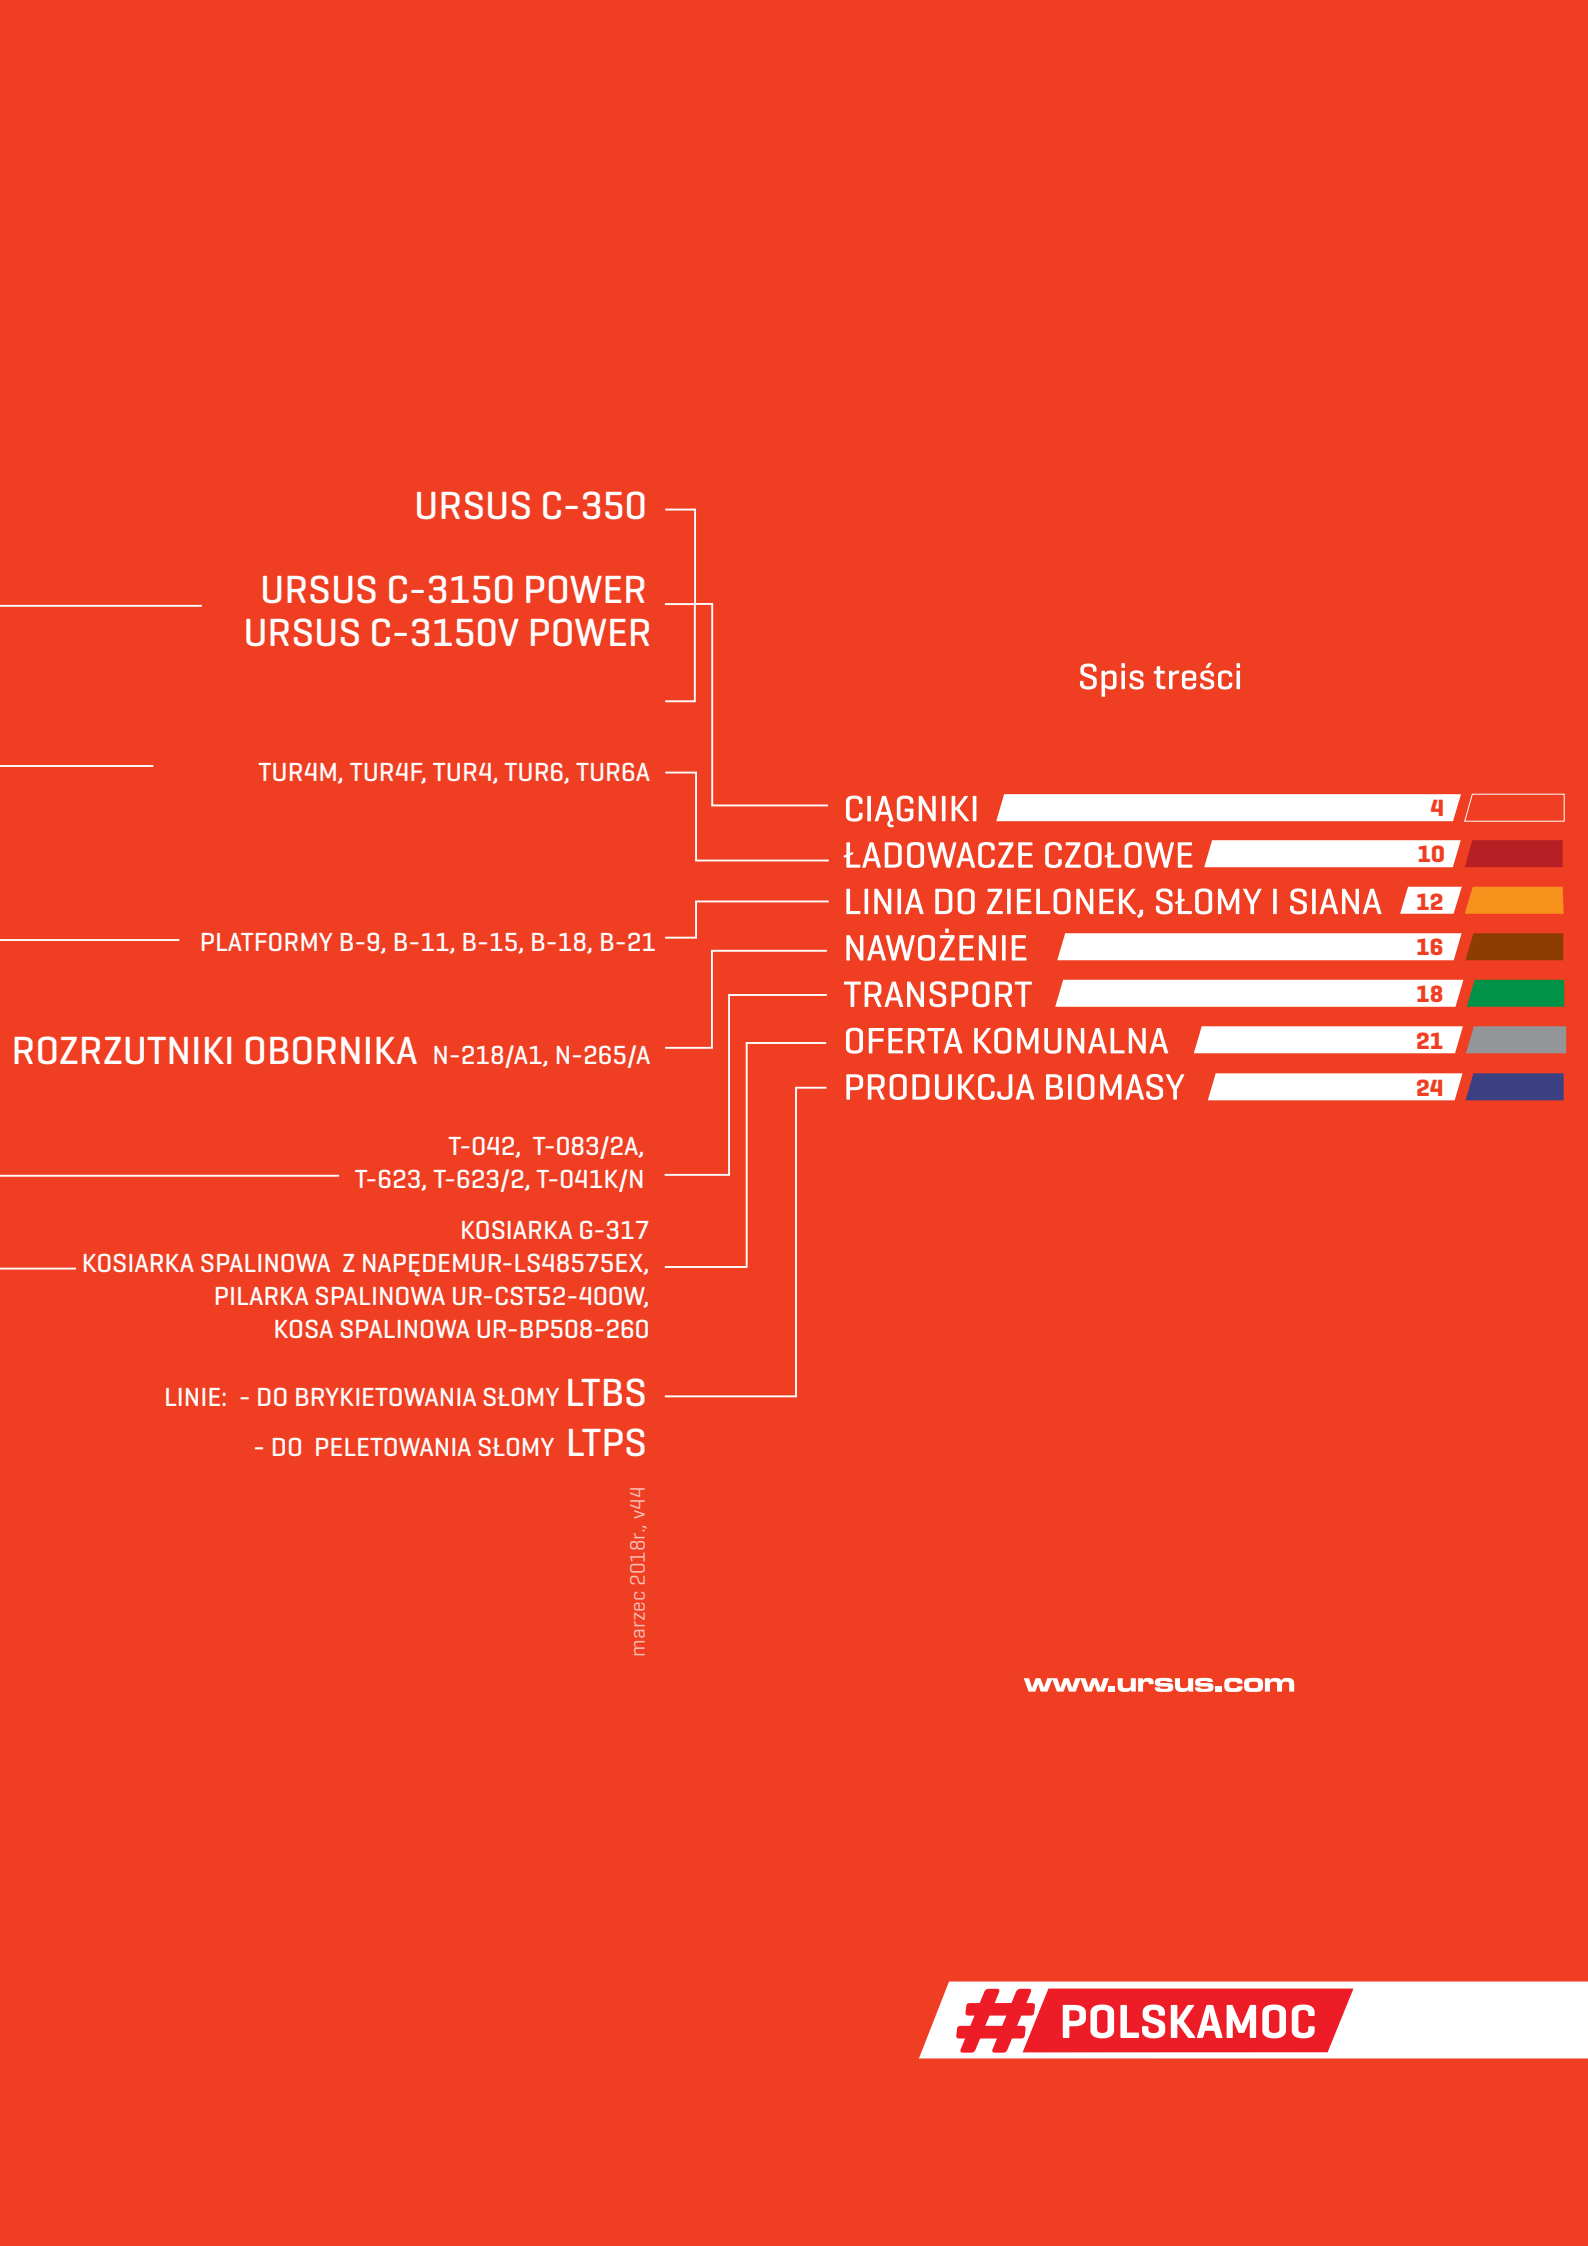 URSUS C-350
URSUS C-3150 POWER
URSUS C-3150V POWER
TUR4M, TUR4F, TUR4, TUR6, TUR6A
PLATFORMY B-9, B-11, B-15, B-18, B-21
ROZRZUTNIKI OBORNIKA N-218/A1, N-265/A
T-042, T-083/2A,
T-623, T-623/2, T-041K/N
KOSIARKA G-317
KOSIARKA SPALINOWA Z NAPĘDEMUR-LS48575EX,
PILARKA SPALINOWA UR-CST52-400W,
KOSA SPALINOWA UR-BP508-260
LINIE: - DO BRYKIETOWANIA SŁOMY LTBS
- DO PELETOWANIA SŁOMY LTPS
marzec 2018r., v44
Spis treści
CIĄGNIKI 4
ŁADOWACZE CZOŁOWE 10
LINIA DO ZIELONEK, SŁOMY I SIANA 12
NAWOŻENIE 16
TRANSPORT 18
OFERTA KOMUNALNA 21
PRODUKCJA BIOMASY 24
www.ursus.com
#POLSKAMOC